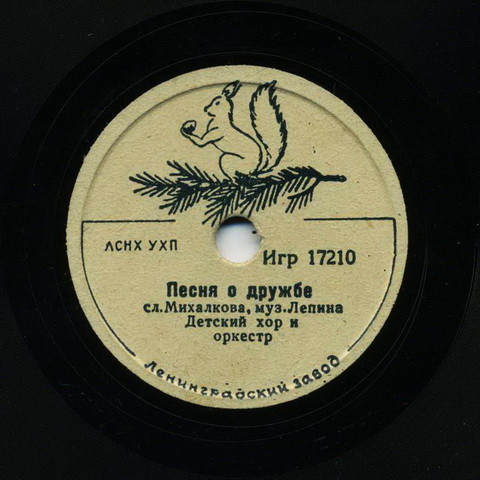 ЛСНХ УХП
Игр 17210
Песня о дружбе
сл. Михалкова, муз. Лепина
Детский хор и
оркестр
Ленинградский завод